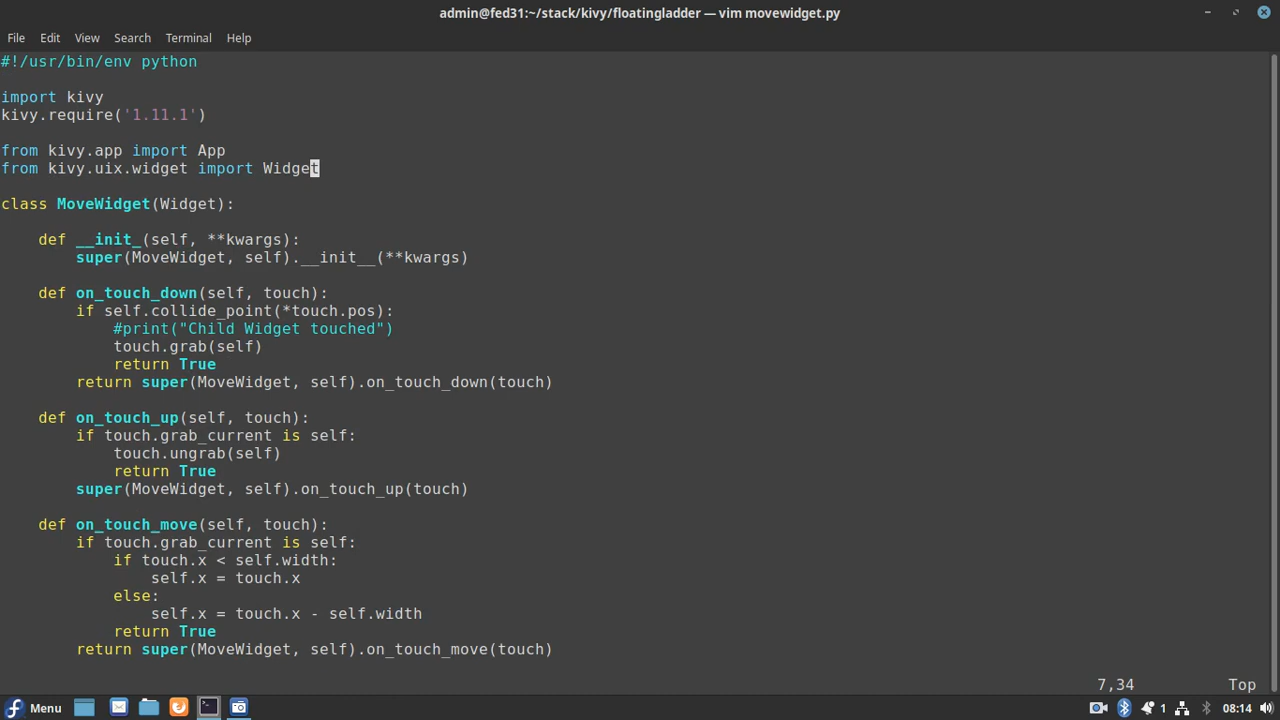 admin@fed31:~/stack/kivy/floatingladder — vim movewidget.py
File Edit View Search Terminal Help
#!/usr/bin/env python
import kivy
kivy.require('1.11.1')
from kivy.app import App
from kivy.uix.widget import Widget
class MoveWidget(Widget):
    def __init_(self, **kwargs):
        super(MoveWidget, self).__init__(**kwargs)
    def on_touch_down(self, touch):
        if self.collide_point(*touch.pos):
            #print("Child Widget touched")
            touch.grab(self)
            return True
        return super(MoveWidget, self).on_touch_down(touch)
    def on_touch_up(self, touch):
        if touch.grab_current is self:
            touch.ungrab(self)
            return True
        super(MoveWidget, self).on_touch_up(touch)
    def on_touch_move(self, touch):
        if touch.grab_current is self:
            if touch.x < self.width:
                self.x = touch.x
            else:
                self.x = touch.x - self.width
            return True
        return super(MoveWidget, self).on_touch_move(touch)
7,34 Top
Menu 1 08:14